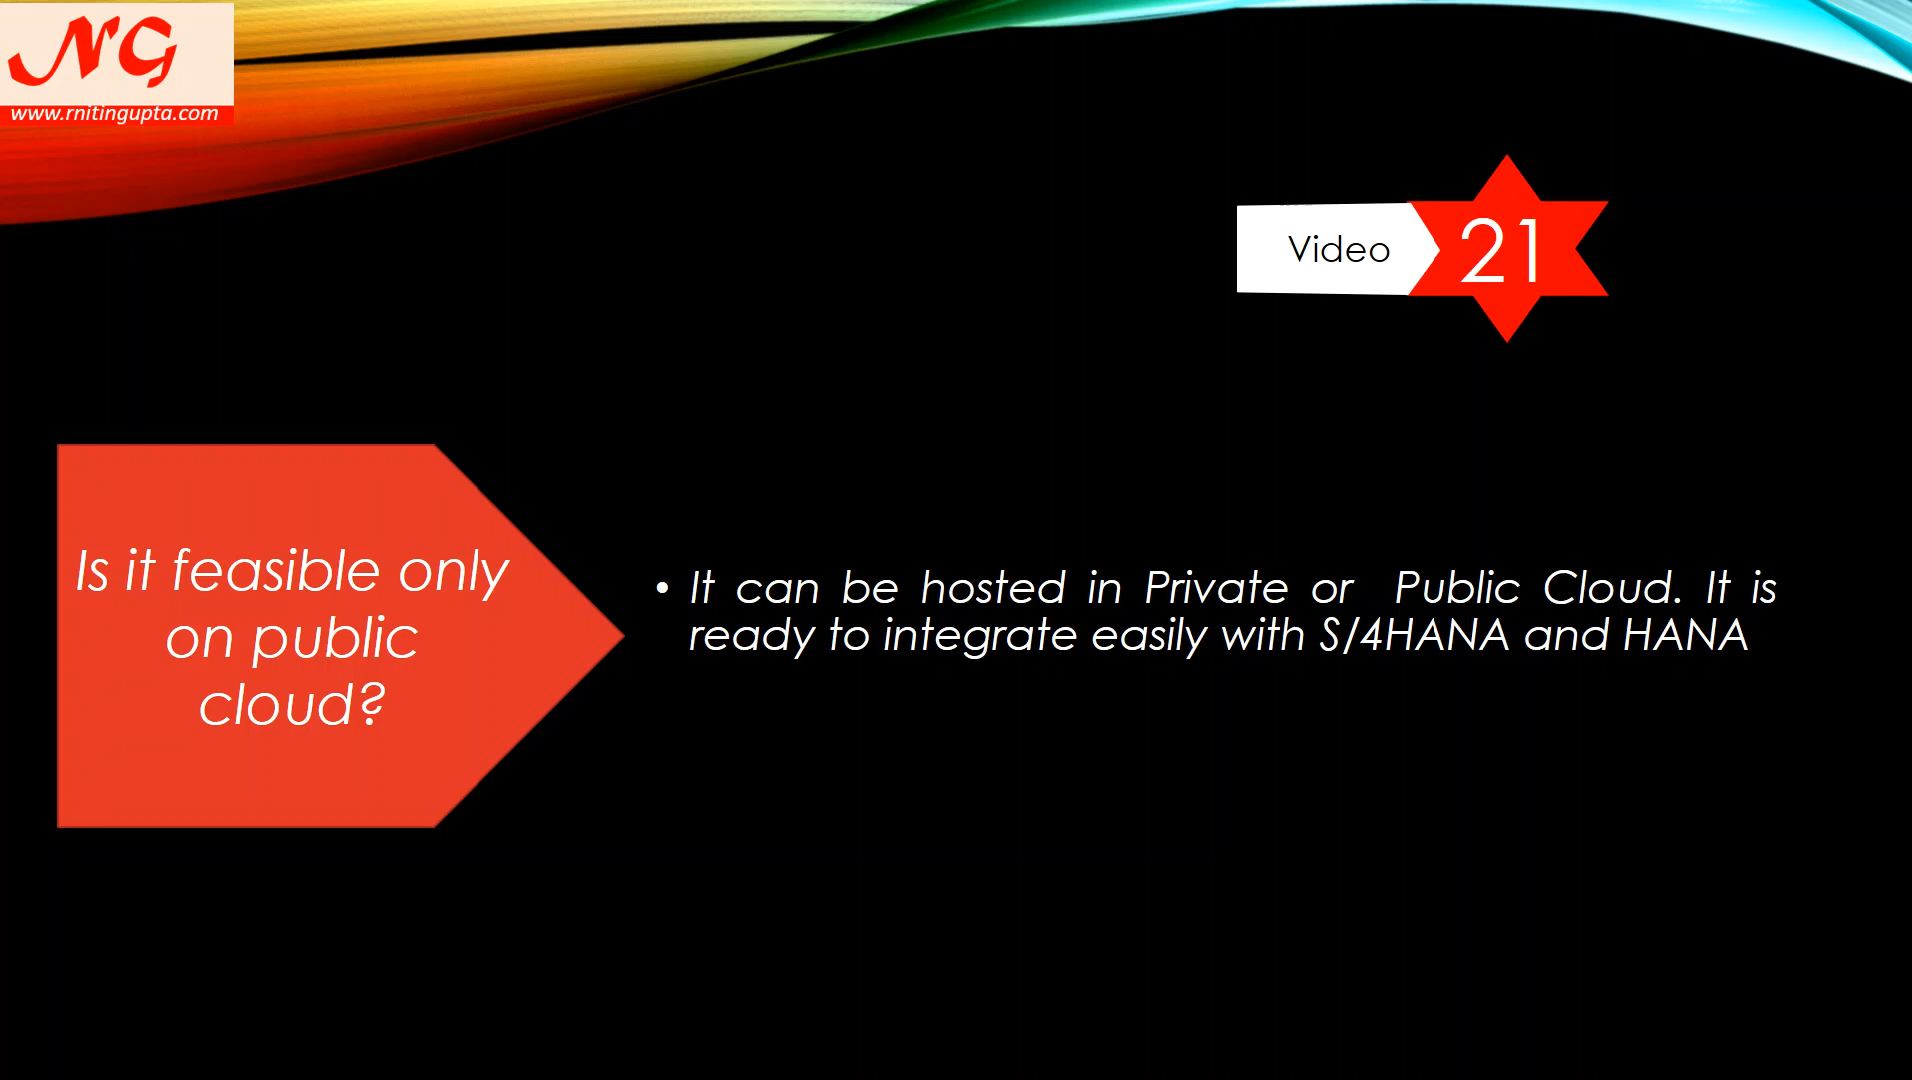 NG
www.rnitingupta.com
Video 21
Is it feasible only
on public
cloud?
• It can be hosted in Private or Public Cloud. It is
ready to integrate easily with S/4HANA and HANA